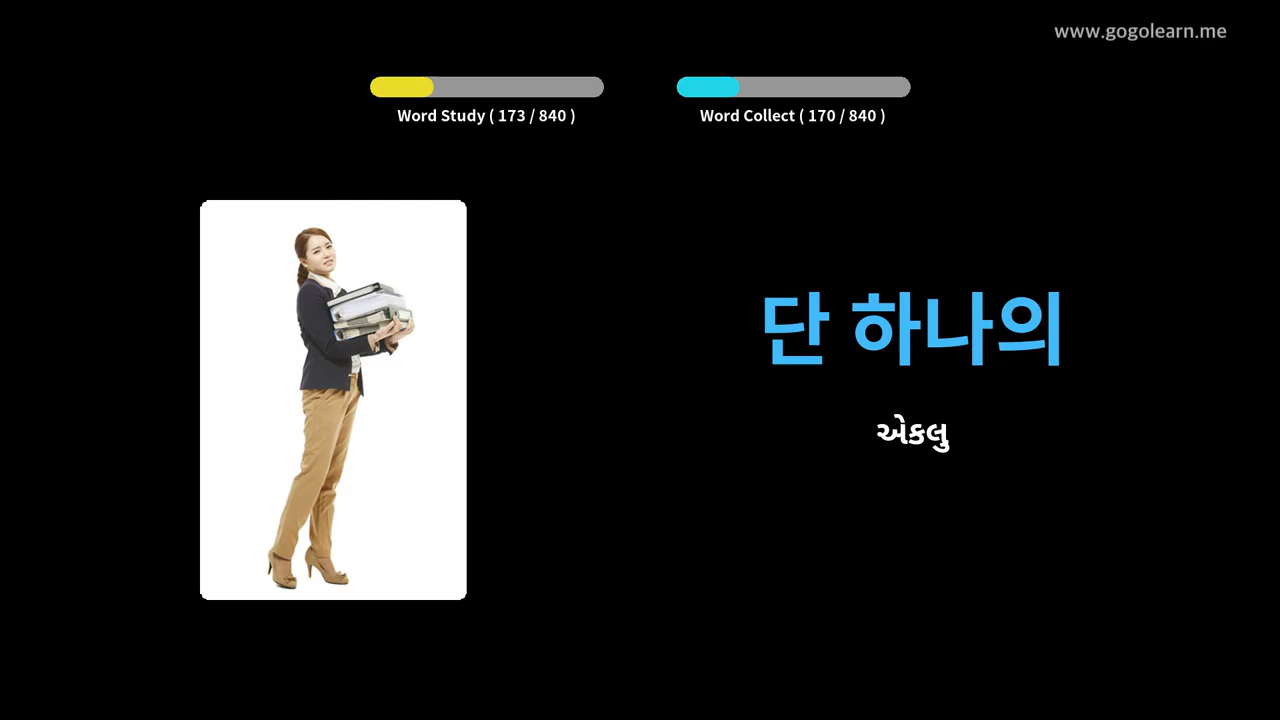 www.gogolearn.me
Word Study ( 173 / 840 )
Word Collect ( 170 / 840 )
단 하나의
એકલુ